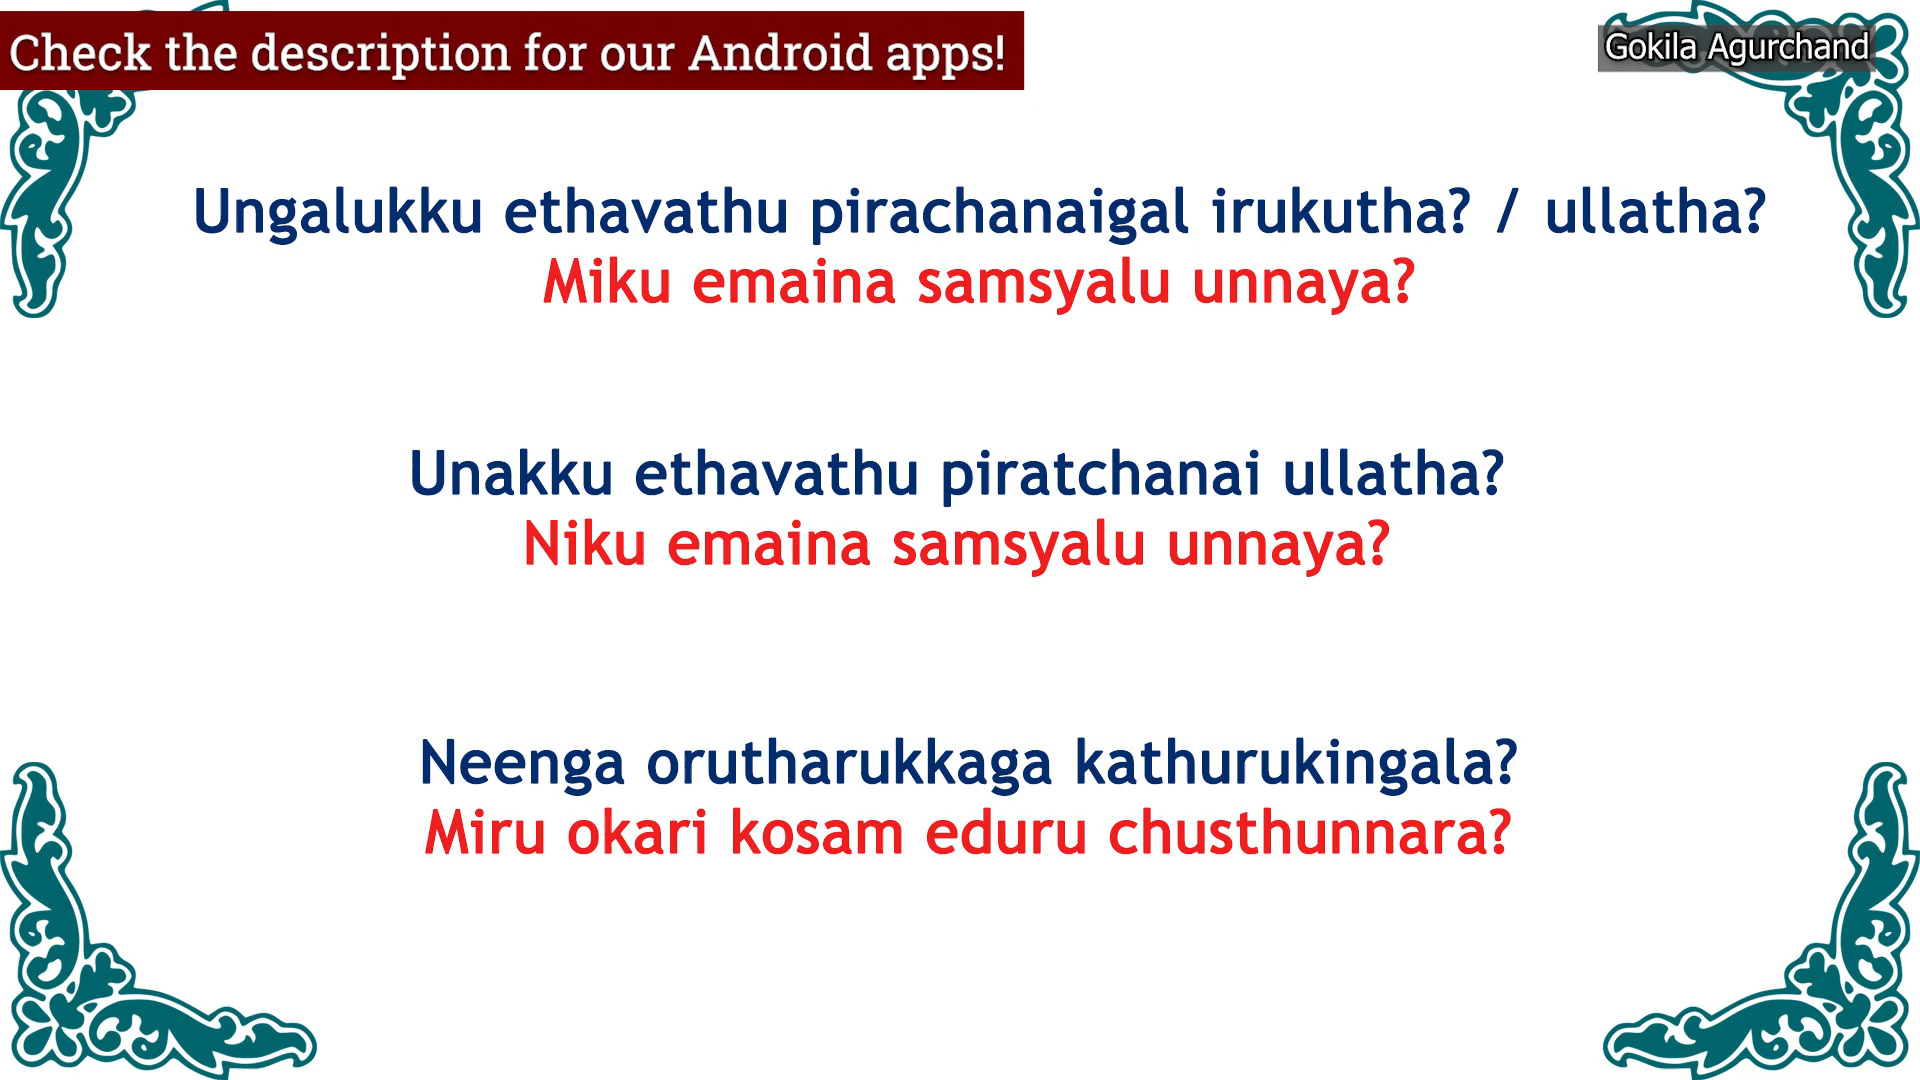 Check the description for our Android apps!
Gokila Agurchand
Ungalukku ethavathu pirachanaigal irukutha? / ullatha?
Miku emaina samsyalu unnaya?
Unakku ethavathu piratchanai ullatha?
Niku emaina samsyalu unnaya?
Neenga orutharukkaga kathurukingala?
Miru okari kosam eduru chusthunnara?